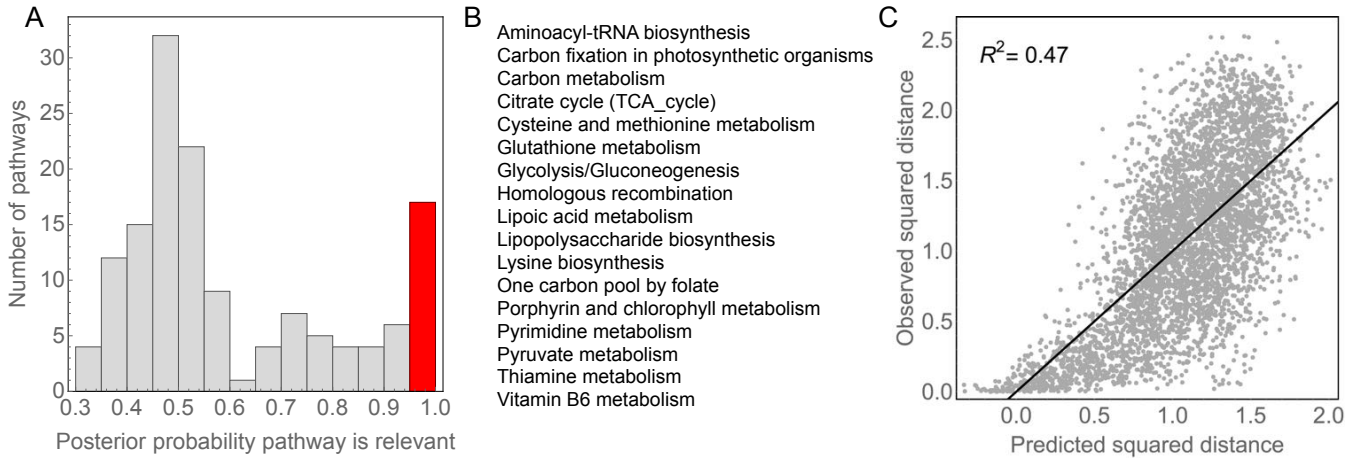 A
30
20
10
5
0
0.3 0.4 0.5 0.6 0.7 0.8 0.9 1.0
Number of pathways
Posterior probability pathway is relevant
B
Aminoacyl-tRNA biosynthesis
Carbon fixation in photosynthetic organisms
Carbon metabolism
Citrate cycle (TCA_cycle)
Cysteine and methionine metabolism
Glutathione metabolism
Glycolysis/Gluconeogenesis
Homologous recombination
Lipoic acid metabolism
Lipopolysaccharide biosynthesis
Lysine biosynthesis
One carbon pool by folate
Porphyrin and chlorophyll metabolism
Pyrimidine metabolism
Pyruvate metabolism
Thiamine metabolism
Vitamin B6 metabolism
C
R²= 0.47
2.5
2.0
1.5
1.0
0.5
0.0
0.0 0.5 1.0 1.5 2.0
Observed squared distance
Predicted squared distance